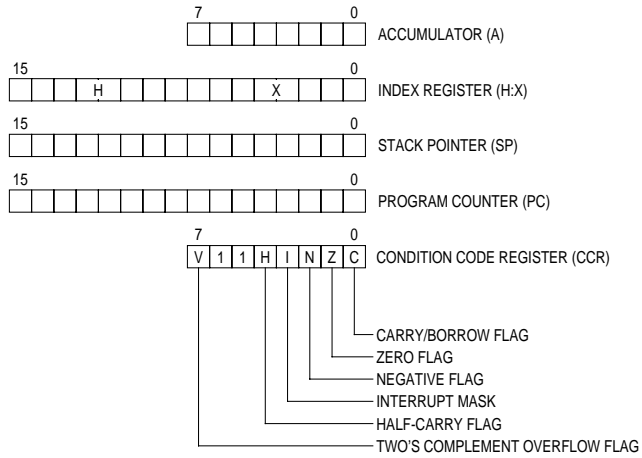 7 0
ACCUMULATOR (A)
15 0
H X INDEX REGISTER (H:X)
15 0
STACK POINTER (SP)
15 0
PROGRAM COUNTER (PC)
7 0
V 1 1 H I N Z C CONDITION CODE REGISTER (CCR)
CARRY/BORROW FLAG
ZERO FLAG
NEGATIVE FLAG
INTERRUPT MASK
HALF-CARRY FLAG
TWO'S COMPLEMENT OVERFLOW FLAG